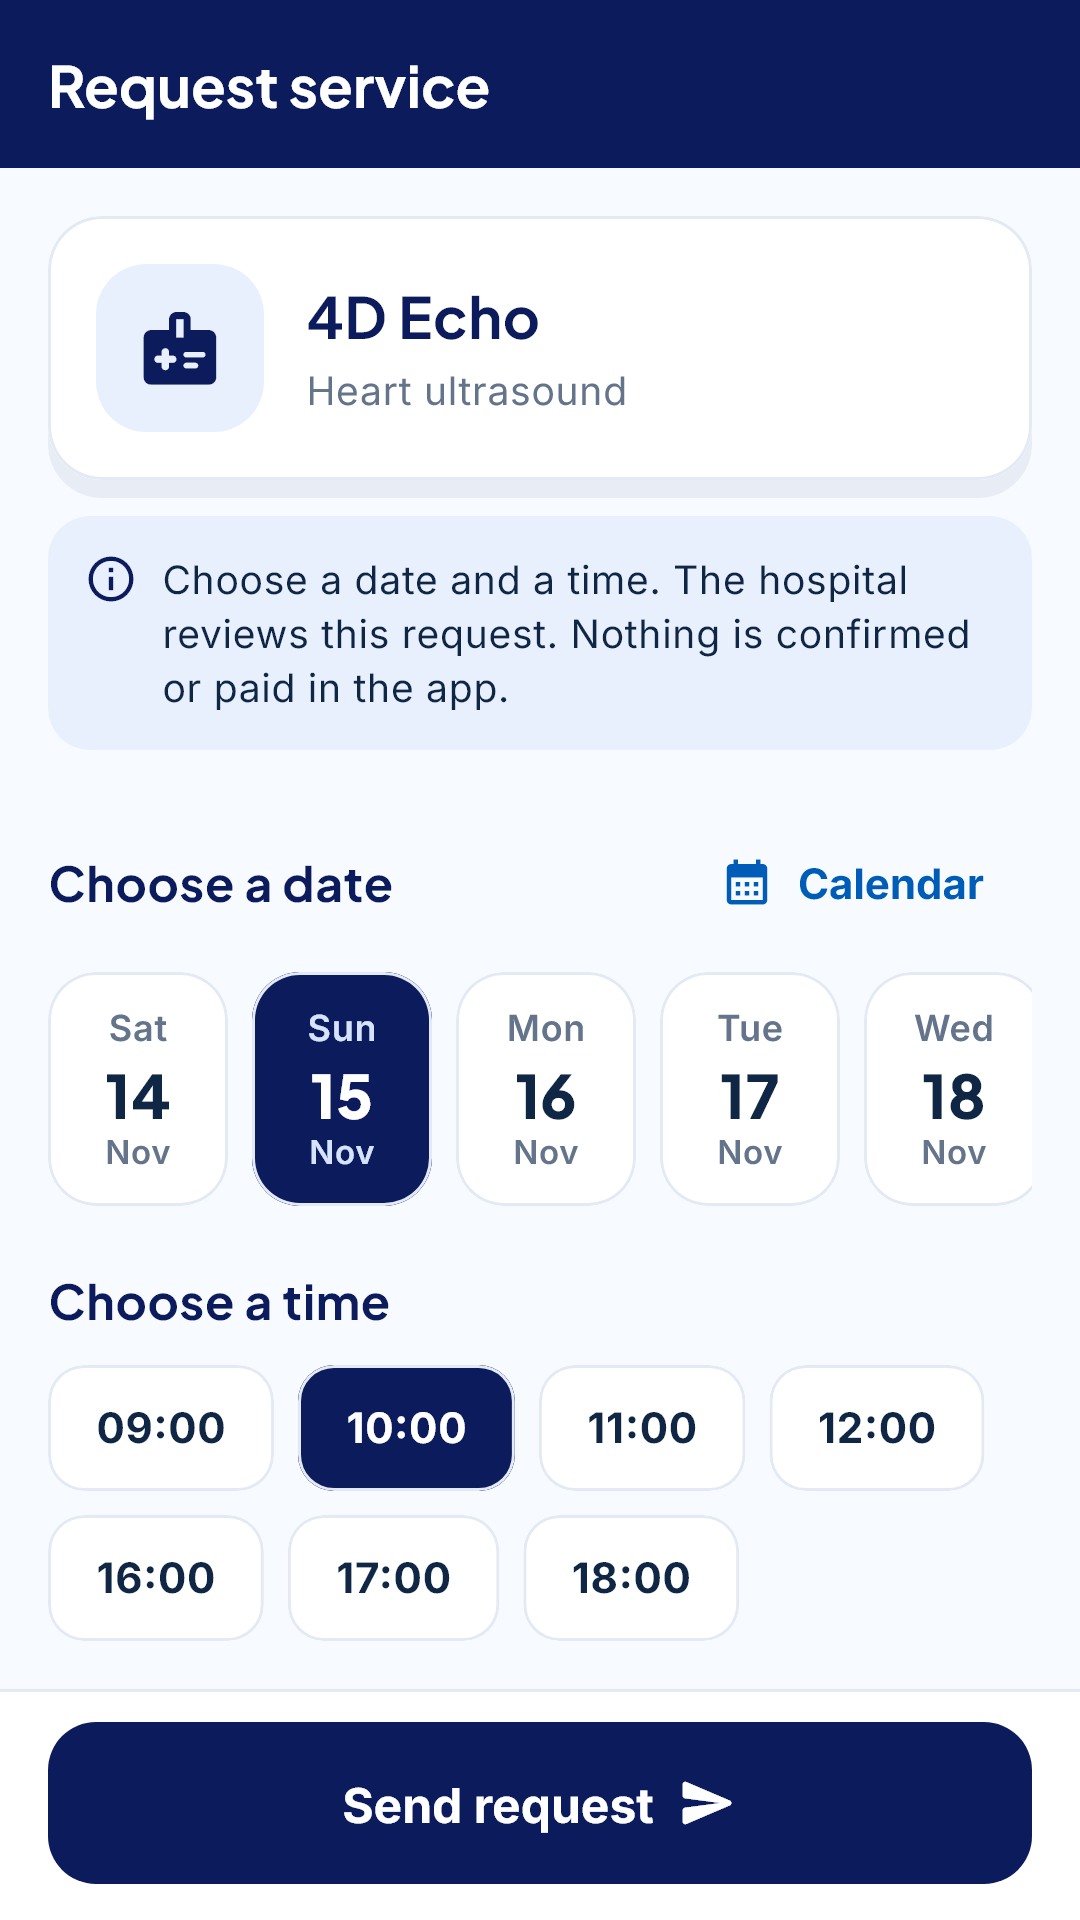 Request service
4D Echo
Heart ultrasound
Choose a date and a time. The hospital
reviews this request. Nothing is confirmed
or paid in the app.
Choose a date
Calendar
Sat
14
Nov
Sun
15
Nov
Mon
16
Nov
Tue
17
Nov
Wed
18
Nov
Choose a time
09:00
10:00
11:00
12:00
16:00
17:00
18:00
Send request